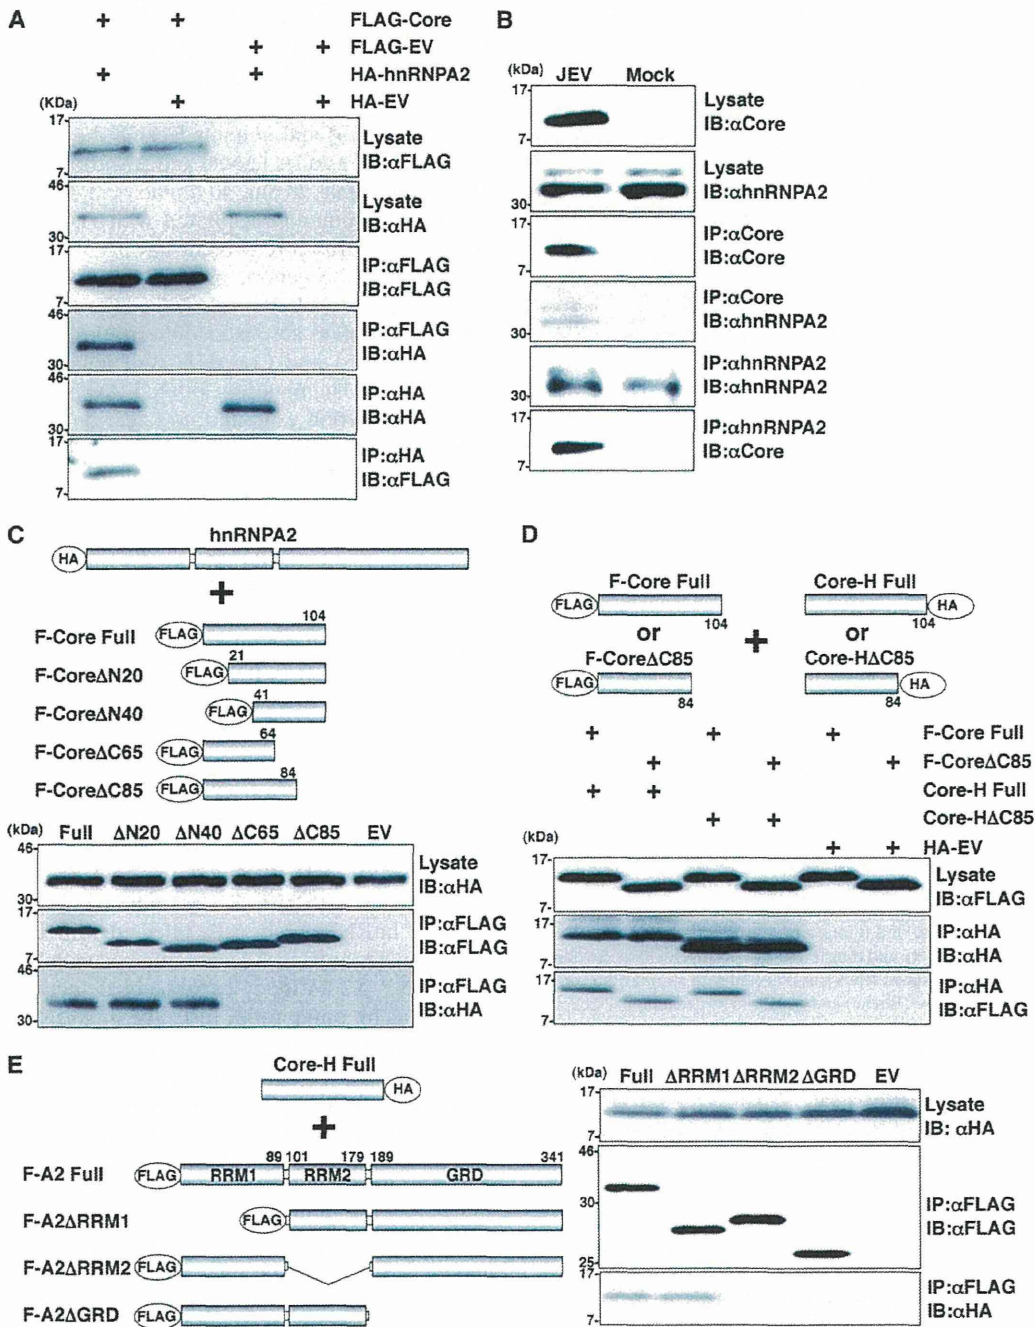 A
+ + FLAG-Core
+ + FLAG-EV
+ + HA-hnRNPA2
+ + HA-EV
(KDa)
17-
7-
Lysate
IB:αFLAG
46-
30-
Lysate
IB:αHA
17-
7-
IP:αFLAG
IB:αFLAG
46-
30-
IP:αFLAG
IB:αHA
46-
30-
IP:αHA
IB:αHA
17-
7-
IP:αHA
IB:αFLAG
B
(kDa) JEV Mock
17-
7-
Lysate
IB:αCore
30-
Lysate
IB:αhnRNPA2
17-
7-
IP:αCore
IB:αCore
30-
IP:αCore
IB:αhnRNPA2
30-
IP:αhnRNPA2
IB:αhnRNPA2
17-
7-
IP:αhnRNPA2
IB:αCore
C
hnRNPA2
HA
+
F-Core Full FLAG 104
F-CoreΔN20 FLAG 21
F-CoreΔN40 FLAG 41
F-CoreΔC65 FLAG 64
F-CoreΔC85 FLAG 84
(kDa) Full ΔN20 ΔN40 ΔC65 ΔC85 EV
46-
30-
Lysate
IB:αHA
17-
7-
IP:αFLAG
IB:αFLAG
46-
30-
IP:αFLAG
IB:αHA
D
F-Core Full
FLAG 104
or
F-CoreΔC85
FLAG 84
+
Core-H Full
104 HA
or
Core-HΔC85
84 HA
+ + + F-Core Full
+ + + F-CoreΔC85
+ + Core-H Full
+ + Core-HΔC85
+ + HA-EV
(kDa)
17-
7-
Lysate
IB:αFLAG
17-
7-
IP:αHA
IB:αHA
17-
7-
IP:αHA
IB:αFLAG
E
Core-H Full
HA
+
89 101 179 189 341
F-A2 Full FLAG RRM1 RRM2 GRD
F-A2ΔRRM1 FLAG
F-A2ΔRRM2 FLAG
F-A2ΔGRD FLAG
(kDa) Full ΔRRM1 ΔRRM2 ΔGRD EV
17-
7-
Lysate
IB: αHA
46
30-
25-
IP:αFLAG
IB:αFLAG
17-
7-
IP:αFLAG
IB:αHA